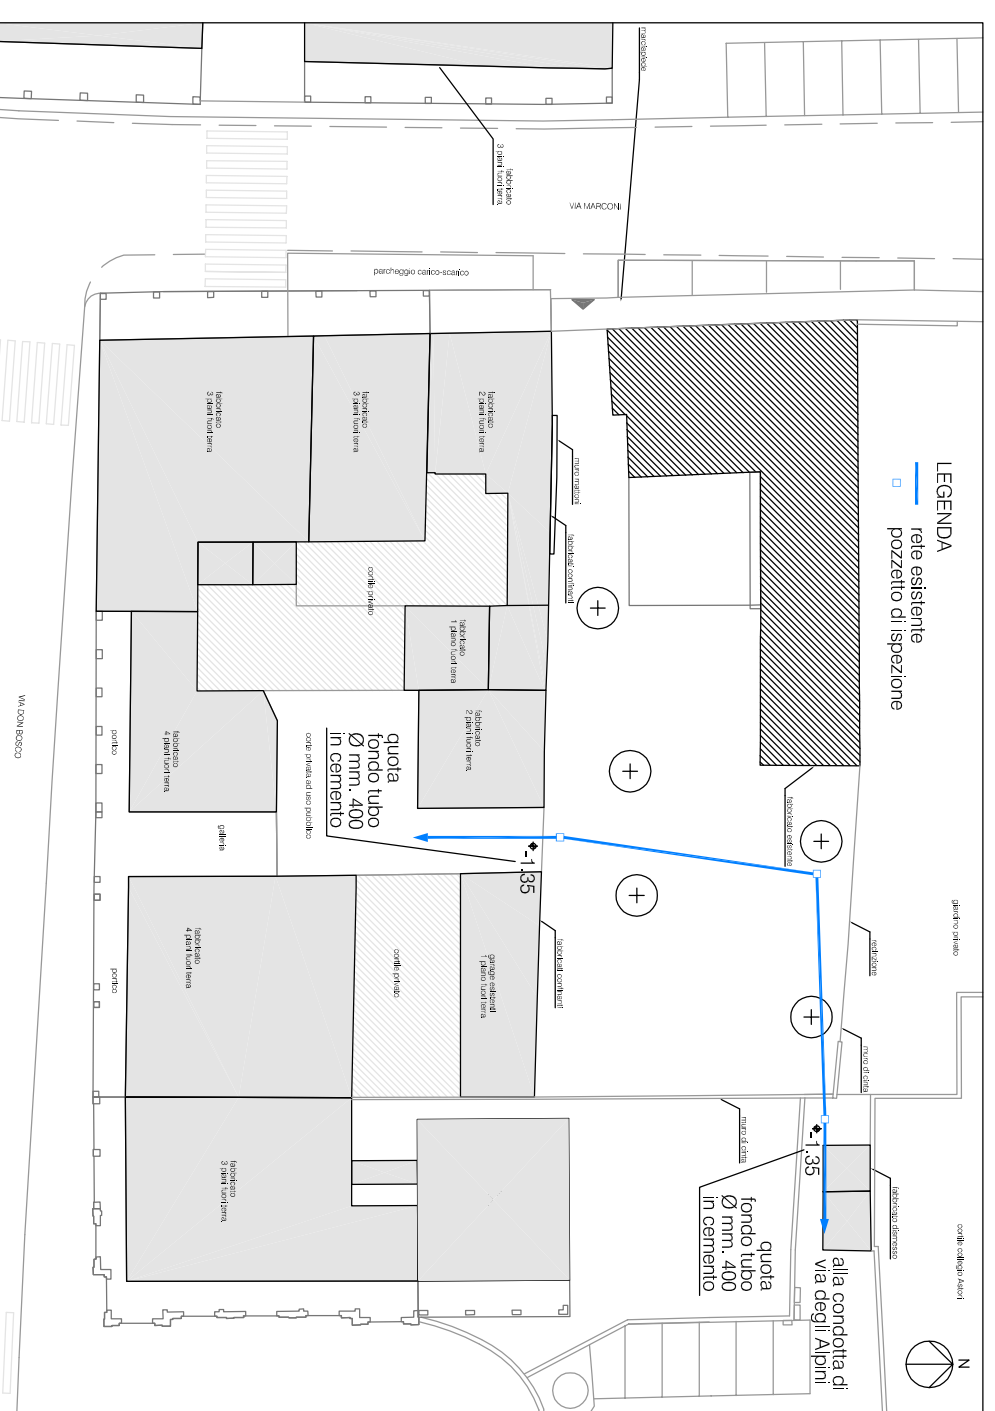 LEGENDA
rete esistente
pozzetto di ispezione
marciapiede
fabbricato
3 piani fuori terra
VIA MARCONI
parcheggio carico-scarico
fabbricato
3 piani fuori terra
fabbricato
3 piani fuori terra
fabbricato
2 piani fuori terra
muro mattoni
fabbricati confinanti
cortile privato
fabbricato
1 piano fuori terra
fabbricato
2 piani fuori terra
fabbricato
4 piani fuori terra
portico
VIA DON BOSCO
galleria
corte privata ad uso pubblico
quota
fondo tubo
Ø mm. 400
in cemento
-1.35
fabbricato esistente
giardino privato
recinzione
fabbricati confinanti
garage esistenti
1 piano fuori terra
cortile privato
fabbricato
4 piani fuori terra
portico
muro di cinta
muro di cinta
-1.35
fabbricato dismesso
cortile collegio Astori
fabbricato
3 piani fuori terra
quota
fondo tubo
Ø mm. 400
in cemento
alla condotta di
via degli Alpini
N